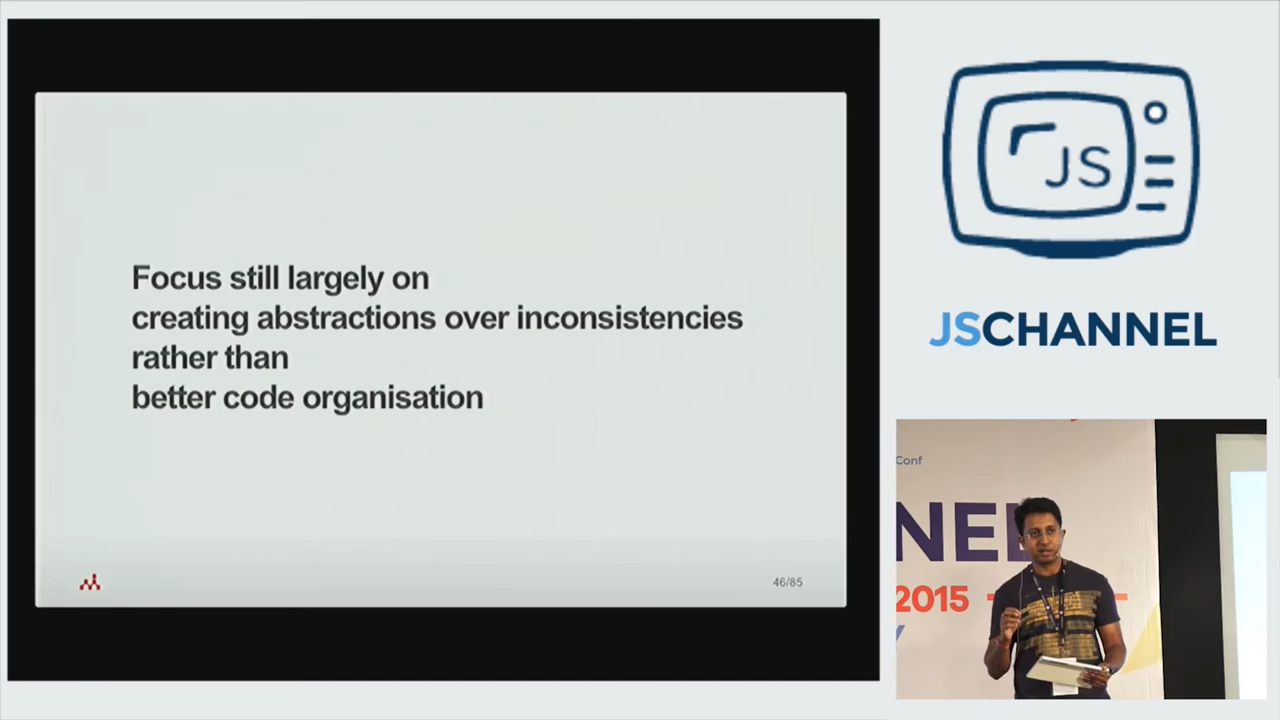 Focus still largely on
creating abstractions over inconsistencies
rather than
better code organisation
46/85
JS
JSCHANNEL
Conf
NEL
2015